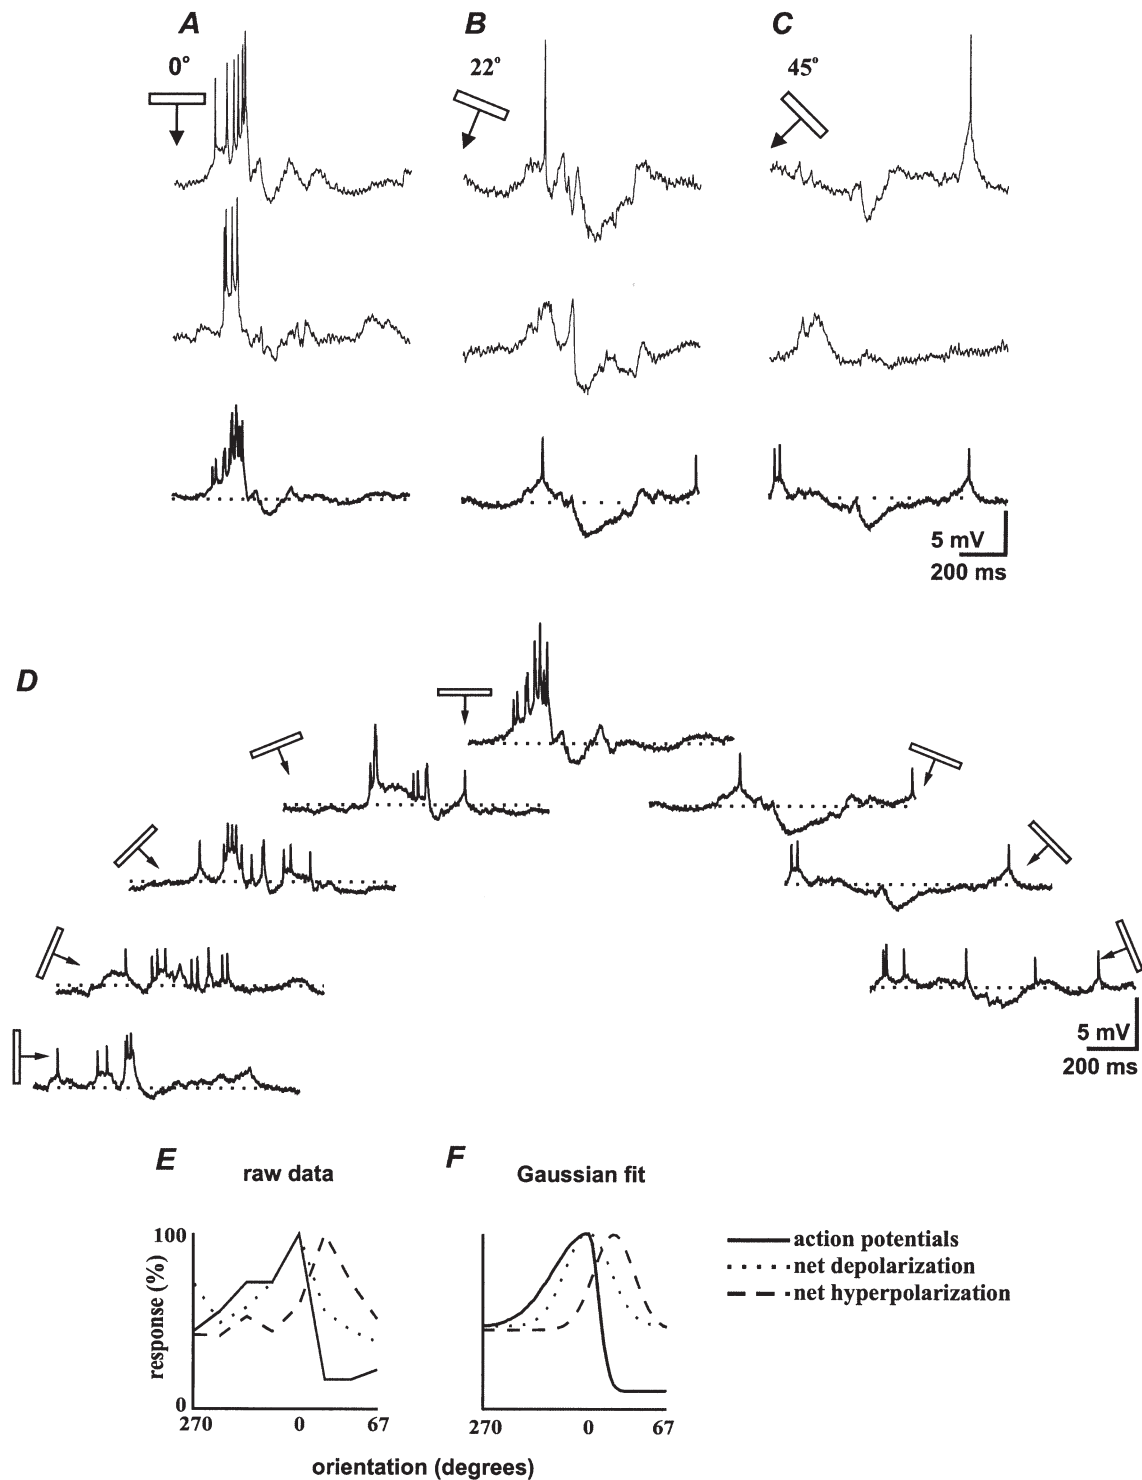 A
B
C
0°
22°
45°
5 mV
200 ms
D
5 mV
200 ms
E
raw data
F
Gaussian fit
100
response (%)
0
270
0
67
270
0
67
action potentials
net depolarization
net hyperpolarization
orientation (degrees)